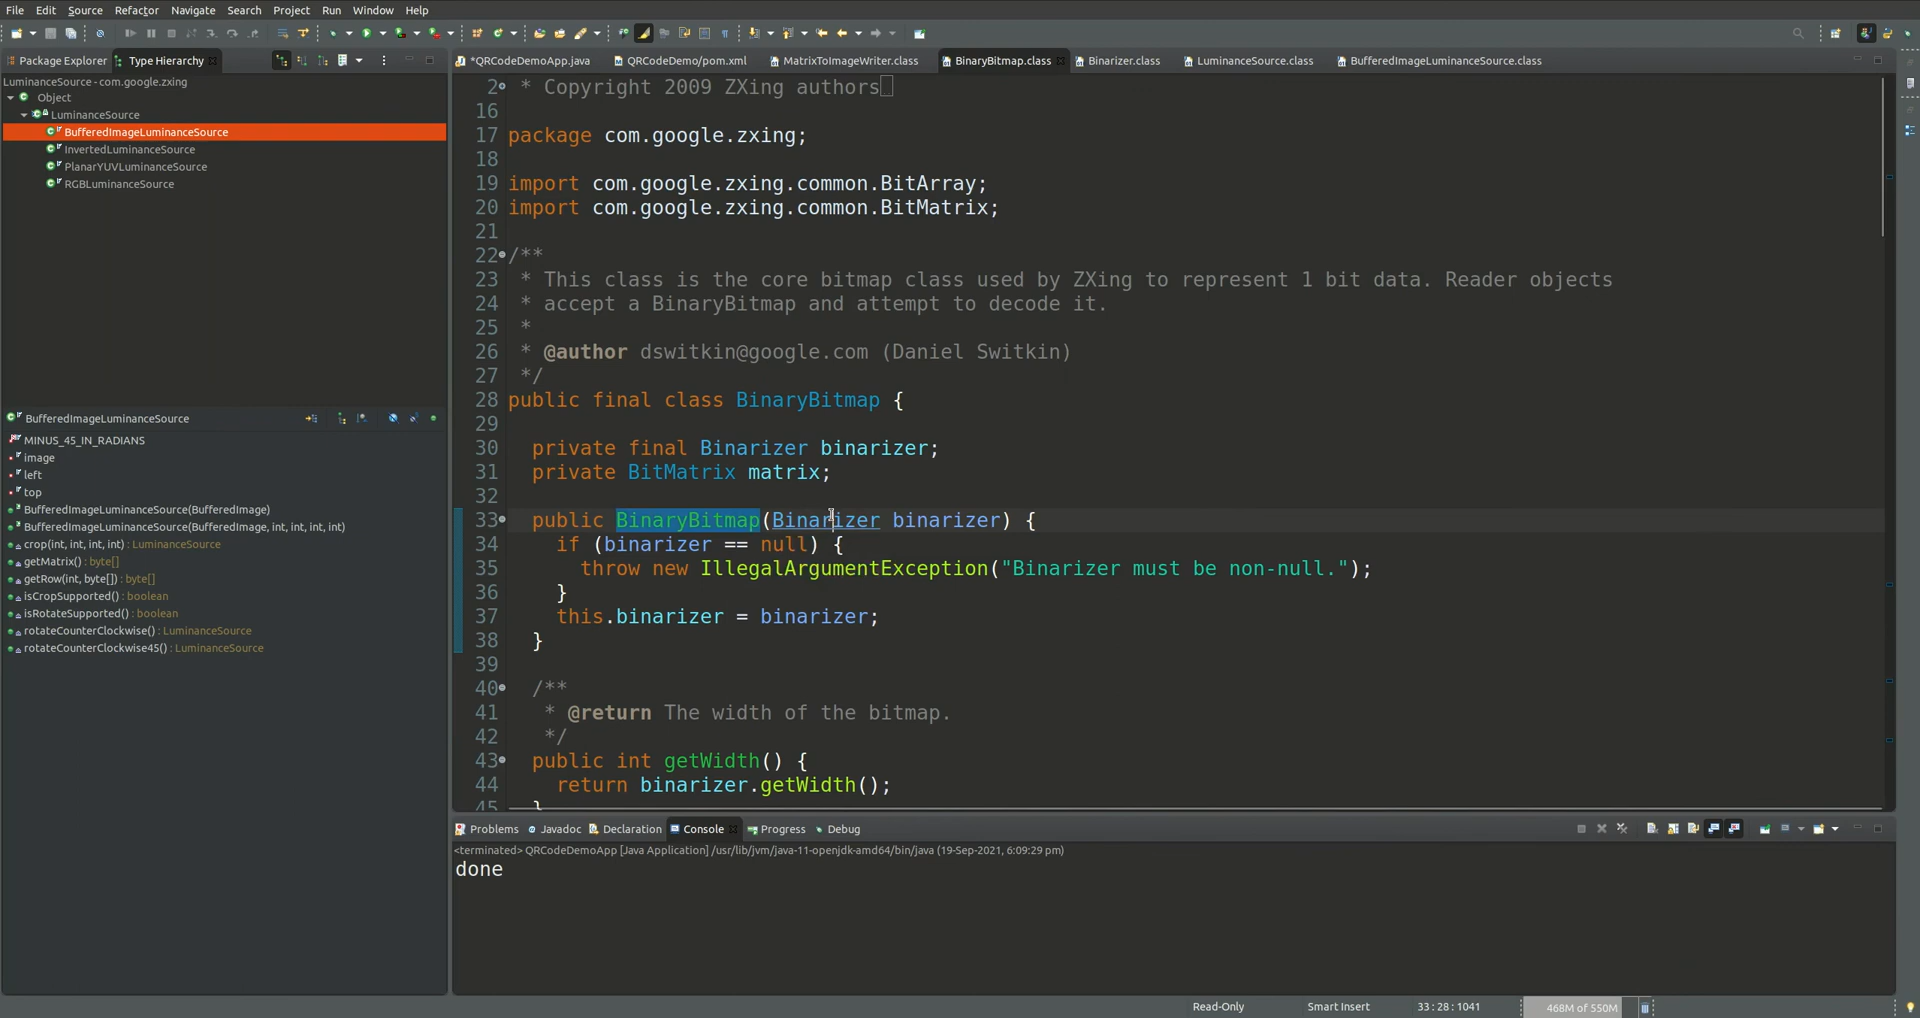 File Edit Source Refactor Navigate Search Project Run Window Help
Package Explorer Type Hierarchy
LuminanceSource - com.google.zxing
Object
LuminanceSource
BufferedImageLuminanceSource
InvertedLuminanceSource
PlanarYUVLuminanceSource
RGBLuminanceSource
BufferedImageLuminanceSource
MINUS_45_IN_RADIANS
image
left
top
BufferedImageLuminanceSource(BufferedImage)
BufferedImageLuminanceSource(BufferedImage, int, int, int, int)
crop(int, int, int, int) : LuminanceSource
getMatrix() : byte[]
getRow(int, byte[]) : byte[]
isCropSupported() : boolean
isRotateSupported() : boolean
rotateCounterClockwise() : LuminanceSource
rotateCounterClockwise45() : LuminanceSource
*QRCodeDemoApp.java QRCodeDemo/pom.xml MatrixToImageWriter.class BinaryBitmap.class Binarizer.class LuminanceSource.class BufferedImageLuminanceSource.class
2 * Copyright 2009 ZXing authors
16
17 package com.google.zxing;
18
19 import com.google.zxing.common.BitArray;
20 import com.google.zxing.common.BitMatrix;
21
22 /**
23 * This class is the core bitmap class used by ZXing to represent 1 bit data. Reader objects
24 * accept a BinaryBitmap and attempt to decode it.
25 *
26 * @author dswitkin@google.com (Daniel Switkin)
27 */
28 public final class BinaryBitmap {
29
30 private final Binarizer binarizer;
31 private BitMatrix matrix;
32
33 public BinaryBitmap(Binarizer binarizer) {
34 if (binarizer == null) {
35 throw new IllegalArgumentException("Binarizer must be non-null.");
36 }
37 this.binarizer = binarizer;
38 }
39
40 /**
41 * @return The width of the bitmap.
42 */
43 public int getWidth() {
44 return binarizer.getWidth();
45 }
Problems Javadoc Declaration Console Progress Debug
<terminated> QRCodeDemoApp [Java Application] /usr/lib/jvm/java-11-openjdk-amd64/bin/java (19-Sep-2021, 6:09:29 pm)
done
Read-Only Smart Insert 33 : 28 : 1041 468M of 550M